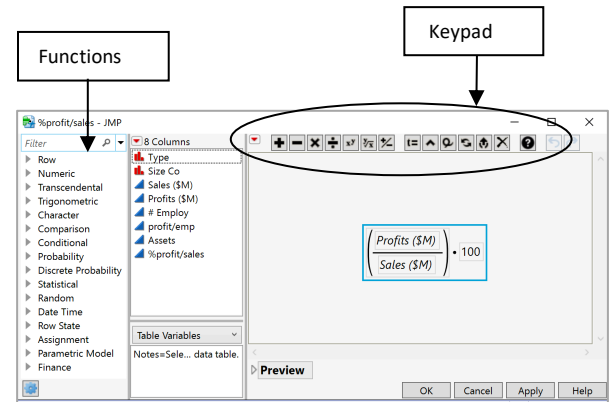 Keypad
Functions
%profit/sales - JMP
Filter
8 Columns
Row
Numeric
Transcendental
Trigonometric
Character
Comparison
Conditional
Probability
Discrete Probability
Statistical
Random
Date Time
Row State
Assignment
Parametric Model
Finance
Type
Size Co
Sales ($M)
Profits ($M)
# Employ
profit/emp
Assets
%profit/sales
Table Variables
Notes=Sele... data table.
t=
Profits ($M)
Sales ($M)
• 100
Preview
OK Cancel Apply Help